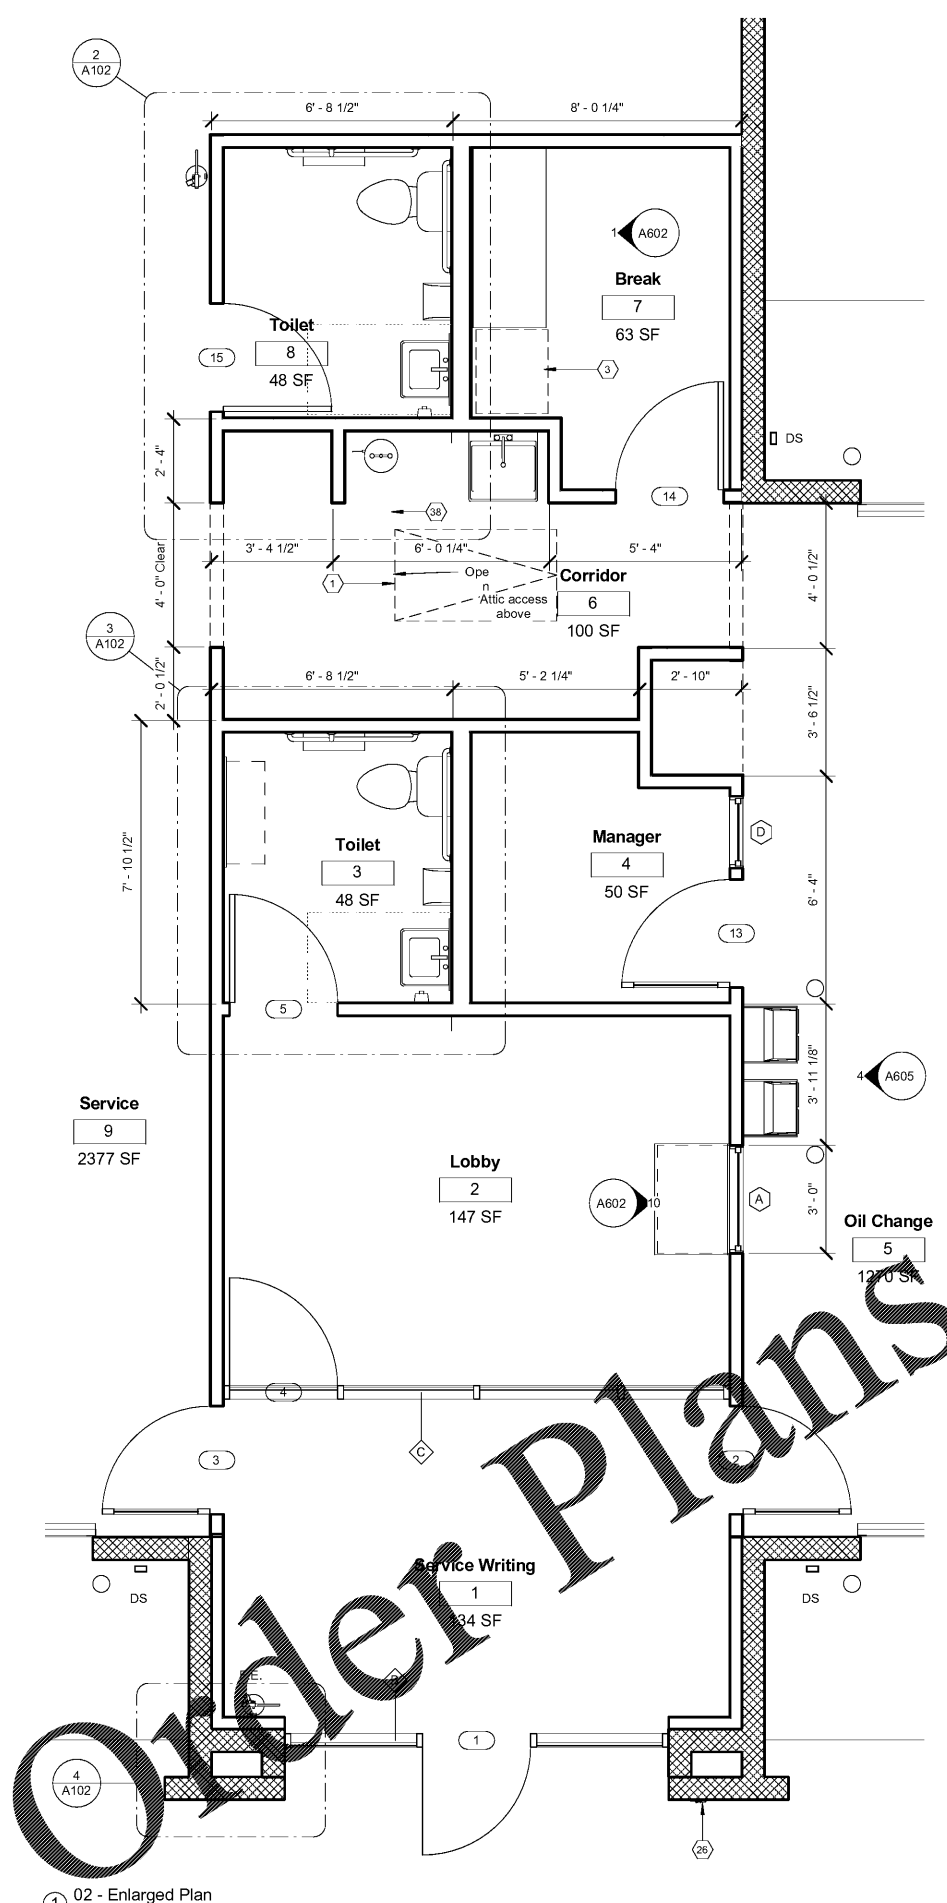 2
A102
6' - 8 1/2"
8' - 0 1/4"
1
A602
Break
7
63 SF
Toilet
8
48 SF
15
3
DS
2' - 4"
14
38
3' - 4 1/2"
6' - 0 1/4"
5' - 4"
4' - 0" Clear
4' - 0 1/2"
1
Ope
n
Attic access
above
Corridor
6
100 SF
3
A102
2' - 0 1/2"
6' - 8 1/2"
5' - 2 1/4"
2' - 10"
3' - 6 1/2"
7' - 10 1/2"
Toilet
3
48 SF
Manager
4
50 SF
D
6' - 4"
13
5
3' - 11 1/8"
4
A605
Service
9
2377 SF
Lobby
2
147 SF
A602
10
A
3' - 0"
Oil Change
5
1270 SF
4
C
3
2
Service Writing
1
134 SF
DS
DS
F.E.
B
1
4
A102
26
Order Plans
1
02 - Enlarged Plan